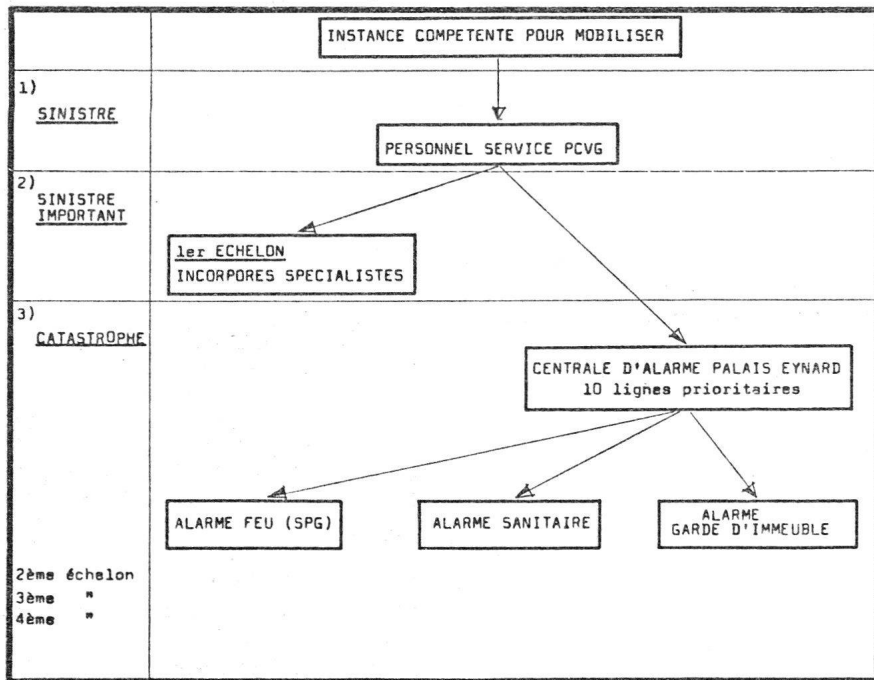 INSTANCE COMPETENTE POUR MOBILISER
1)
SINISTRE
PERSONNEL SERVICE PCVG
2)
SINISTRE
IMPORTANT
1er ECHELON
INCORPORES SPECIALISTES
3)
CATASTROPHE
CENTRALE D'ALARME PALAIS EYNARD
10 lignes prioritaires
ALARME FEU (SPG)
ALARME SANITAIRE
ALARME
GARDE D'IMMEUBLE
2ème échelon
3ème "
4ème "